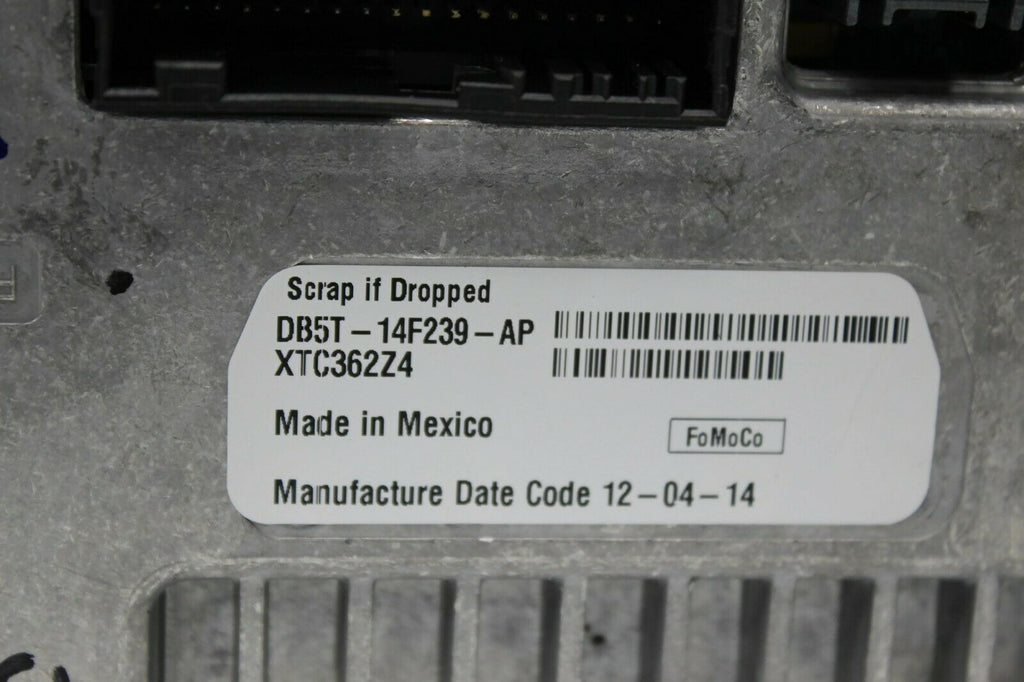 Scrap if Dropped
DB5T-14F239-AP
XTC362Z4
Made in Mexico
FoMoCo
Manufacture Date Code 12-04-14